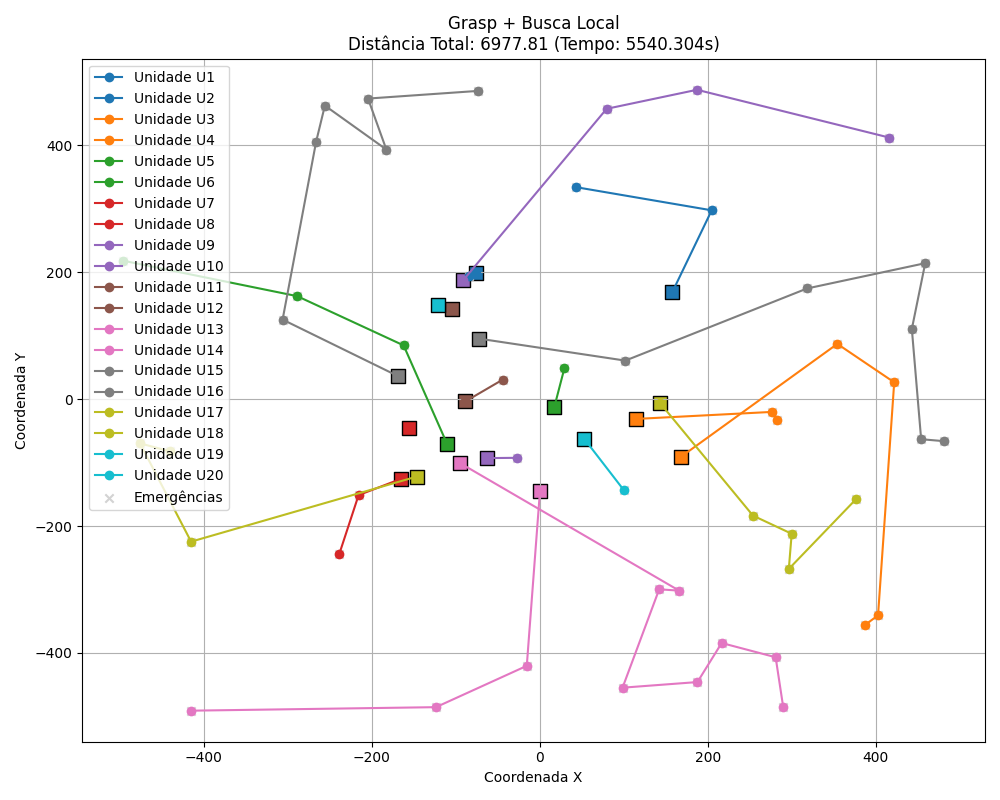 Grasp + Busca Local
Distância Total: 6977.81 (Tempo: 5540.304s)
Unidade U1
Unidade U2
Unidade U3
Unidade U4
Unidade U5
Unidade U6
Unidade U7
Unidade U8
Unidade U9
Unidade U10
Unidade U11
Unidade U12
Unidade U13
Unidade U14
Unidade U15
Unidade U16
Unidade U17
Unidade U18
Unidade U19
Unidade U20
Emergências
Coordenada Y
400
200
0
−200
−400
−400
−200
0
200
400
Coordenada X